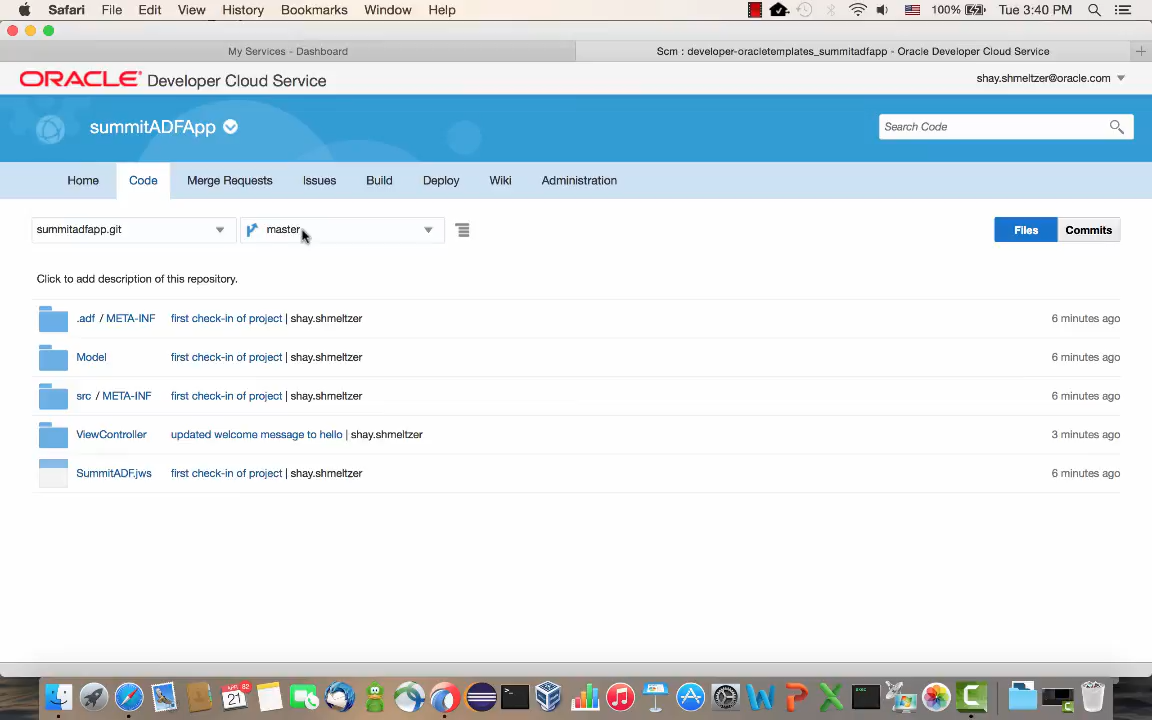 Safari File Edit View History Bookmarks Window Help 100% Tue 3:40 PM
My Services - Dashboard
Scm : developer-oracletemplates_summitadfapp - Oracle Developer Cloud Service
ORACLE Developer Cloud Service
shay.shmeltzer@oracle.com
summitADFApp
Search Code
Home Code Merge Requests Issues Build Deploy Wiki Administration
summitadfapp.git
master
Files Commits
Click to add description of this repository.
.adf / META-INF first check-in of project | shay.shmeltzer 6 minutes ago
Model first check-in of project | shay.shmeltzer 6 minutes ago
src / META-INF first check-in of project | shay.shmeltzer 6 minutes ago
ViewController updated welcome message to hello | shay.shmeltzer 3 minutes ago
SummitADF.jws first check-in of project | shay.shmeltzer 6 minutes ago